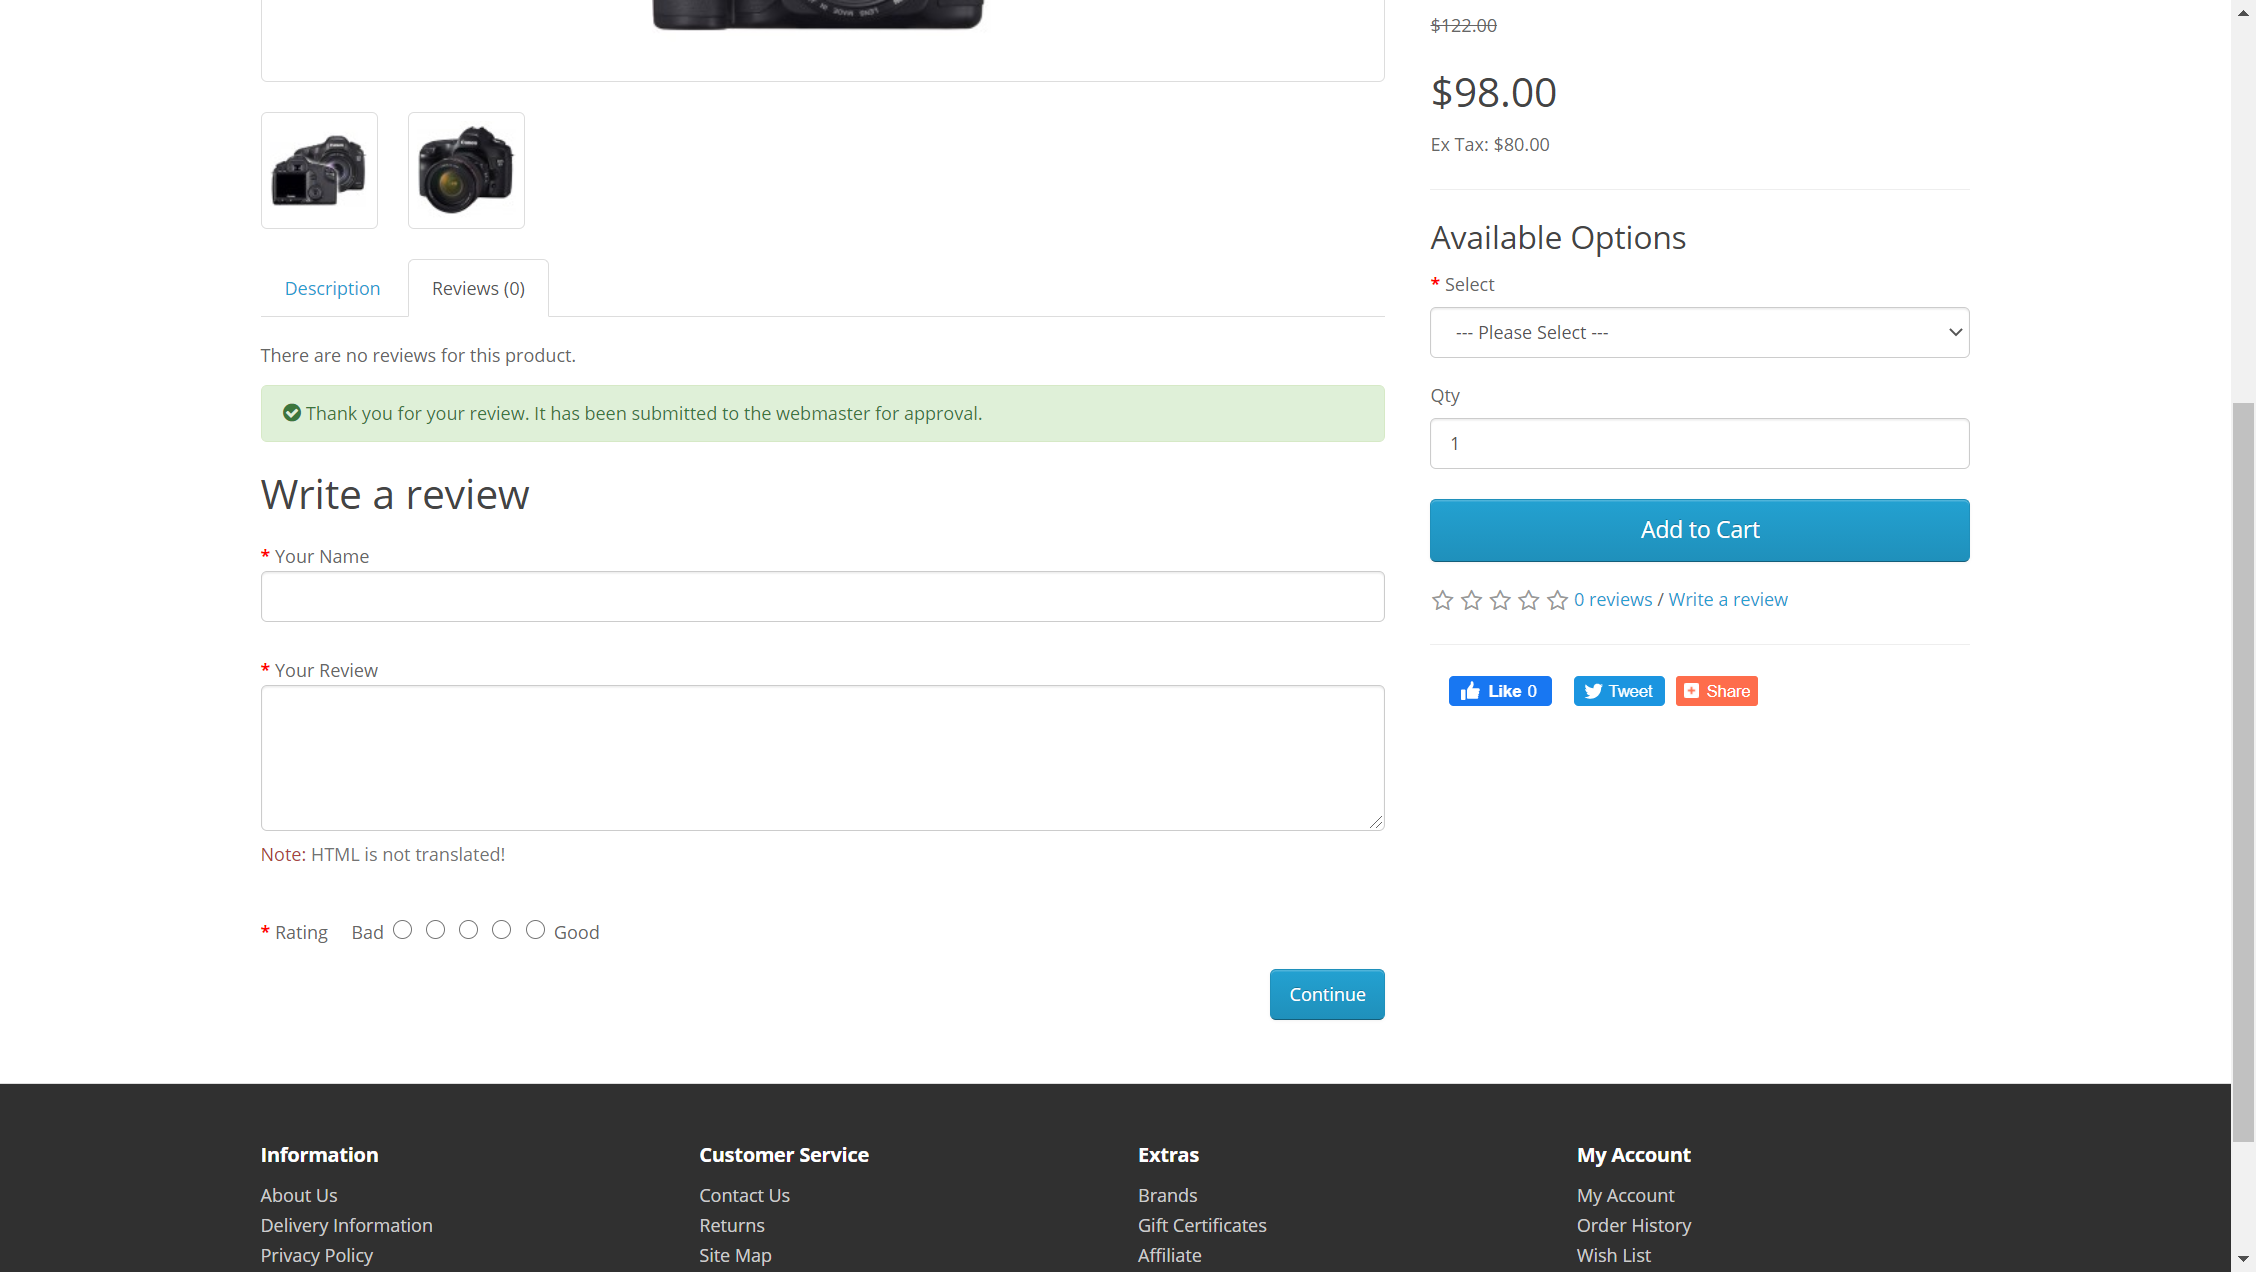 $122.00
$98.00
Ex Tax: $80.00
Available Options
* Select
--- Please Select ---
Qty
1
Add to Cart
0 reviews / Write a review
Like 0
Tweet
Share
Canon
Description
Reviews (0)
There are no reviews for this product.
Thank you for your review. It has been submitted to the webmaster for approval.
Write a review
* Your Name
* Your Review
Note: HTML is not translated!
* Rating Bad Good
Continue
Information
About Us
Delivery Information
Privacy Policy
Customer Service
Contact Us
Returns
Site Map
Extras
Brands
Gift Certificates
Affiliate
My Account
My Account
Order History
Wish List